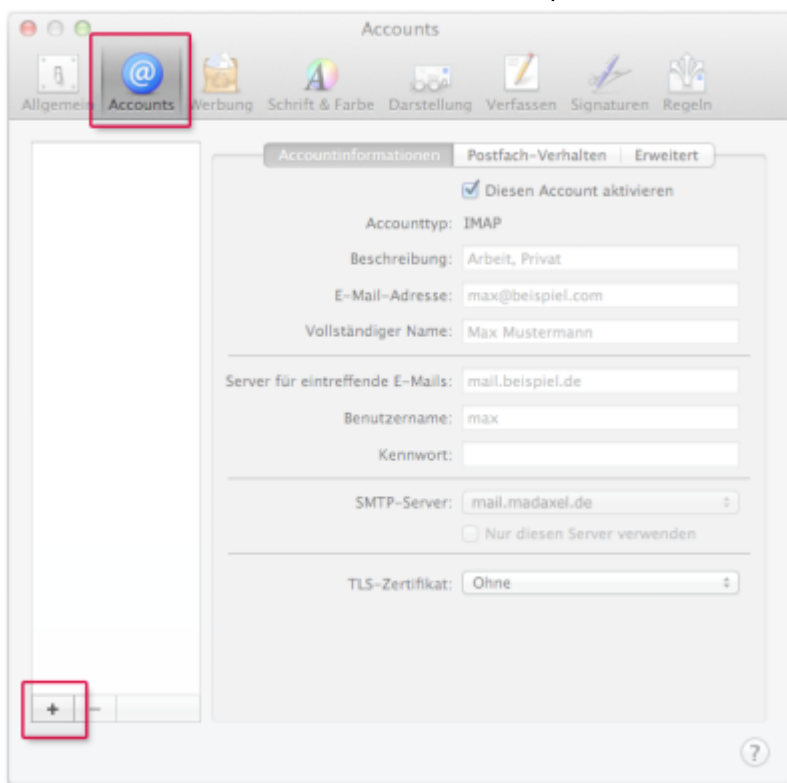 Accounts
Allgemein Accounts Werbung Schrift & Farbe Darstellung Verfassen Signaturen Regeln
Accountinformationen Postfach-Verhalten Erweitert
Diesen Account aktivieren
Accounttyp: IMAP
Beschreibung: Arbeit, Privat
E-Mail-Adresse: max@beispiel.com
Vollständiger Name: Max Mustermann
Server für eintreffende E-Mails: mail.beispiel.de
Benutzername: max
Kennwort:
SMTP-Server: mail.madaxel.de
Nur diesen Server verwenden
TLS-Zertifikat: Ohne
+ −
?